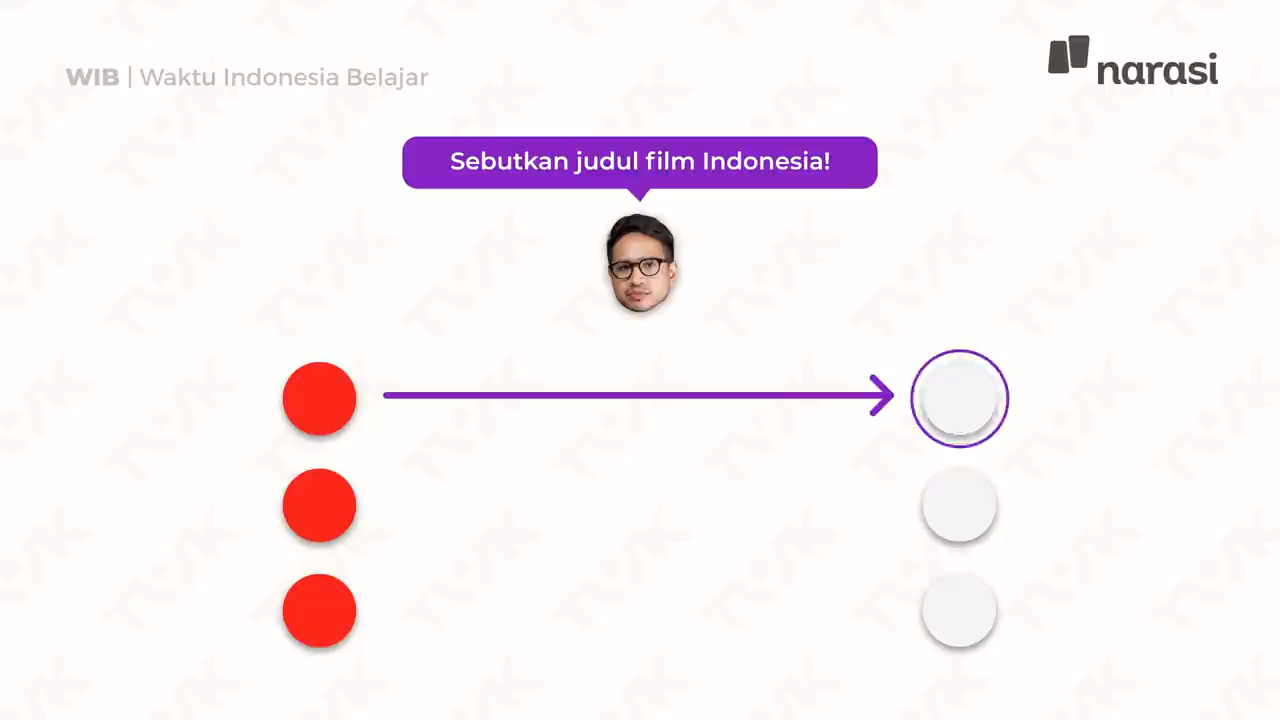 WIB | Waktu Indonesia Belajar
narasi
Sebutkan judul film Indonesia!